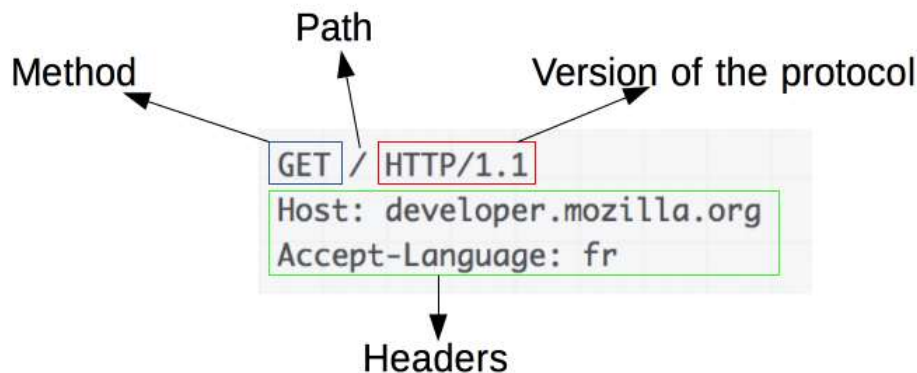 Path
Method
Version of the protocol
GET / HTTP/1.1
Host: developer.mozilla.org
Accept-Language: fr
Headers